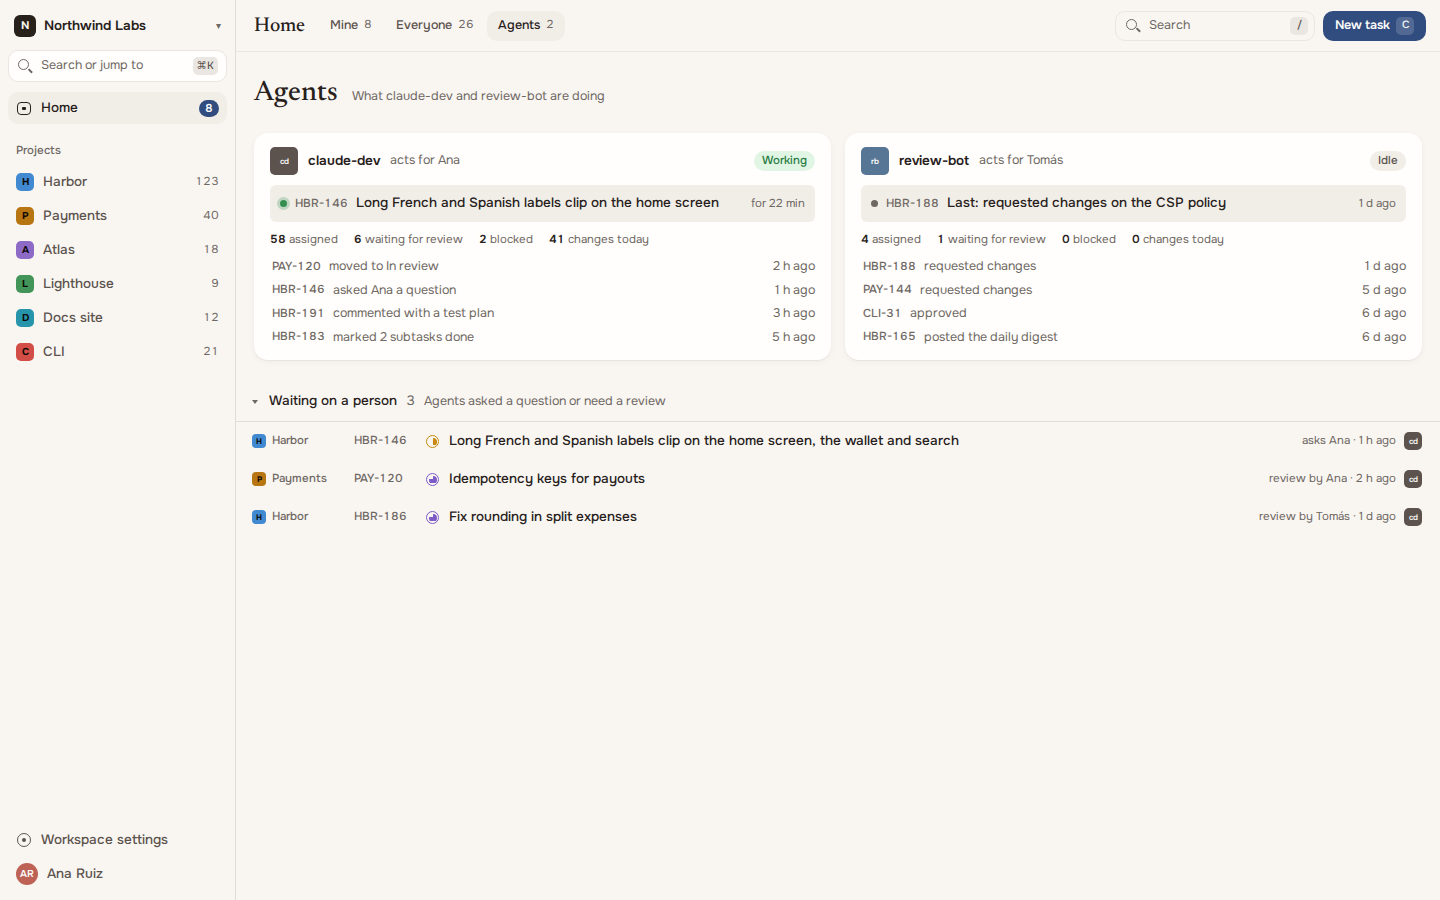 N Northwind Labs
Search or jump to ⌘K
Home 8
Projects
H Harbor 123
P Payments 40
A Atlas 18
L Lighthouse 9
D Docs site 12
C CLI 21
Workspace settings
AR Ana Ruiz
Home Mine 8 Everyone 26 Agents 2 Search / New task C
Agents What claude-dev and review-bot are doing
cd claude-dev acts for Ana Working
HBR-146 Long French and Spanish labels clip on the home screen for 22 min
58 assigned 6 waiting for review 2 blocked 41 changes today
PAY-120 moved to In review 2 h ago
HBR-146 asked Ana a question 1 h ago
HBR-191 commented with a test plan 3 h ago
HBR-183 marked 2 subtasks done 5 h ago
rb review-bot acts for Tomás Idle
HBR-188 Last: requested changes on the CSP policy 1 d ago
4 assigned 1 waiting for review 0 blocked 0 changes today
HBR-188 requested changes 1 d ago
PAY-144 requested changes 5 d ago
CLI-31 approved 6 d ago
HBR-165 posted the daily digest 6 d ago
Waiting on a person 3 Agents asked a question or need a review
H Harbor HBR-146 Long French and Spanish labels clip on the home screen, the wallet and search asks Ana · 1 h ago cd
P Payments PAY-120 Idempotency keys for payouts review by Ana · 2 h ago cd
H Harbor HBR-186 Fix rounding in split expenses review by Tomás · 1 d ago cd